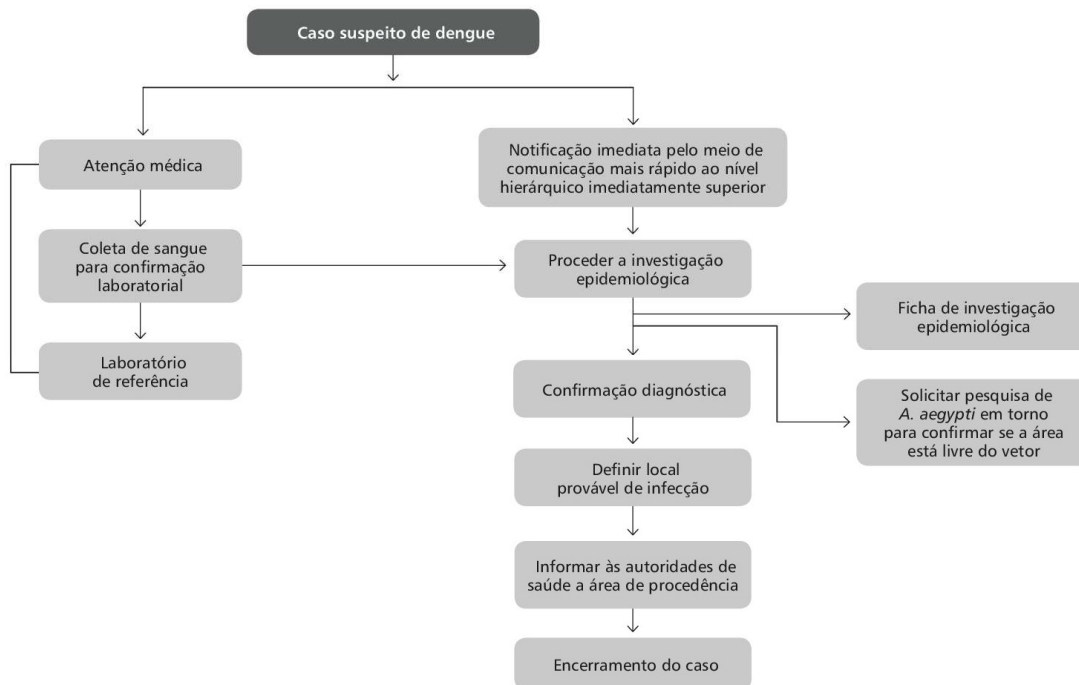 Caso suspeito de dengue
Atenção médica
Notificação imediata pelo meio de
comunicação mais rápido ao nível
hierárquico imediatamente superior
Coleta de sangue
para confirmação
laboratorial
Proceder a investigação
epidemiológica
Ficha de investigação
epidemiológica
Laboratório
de referência
Confirmação diagnóstica
Solicitar pesquisa de
A. aegypti em torno
para confirmar se a área
está livre do vetor
Definir local
provável de infecção
Informar às autoridades de
saúde a área de procedência
Encerramento do caso